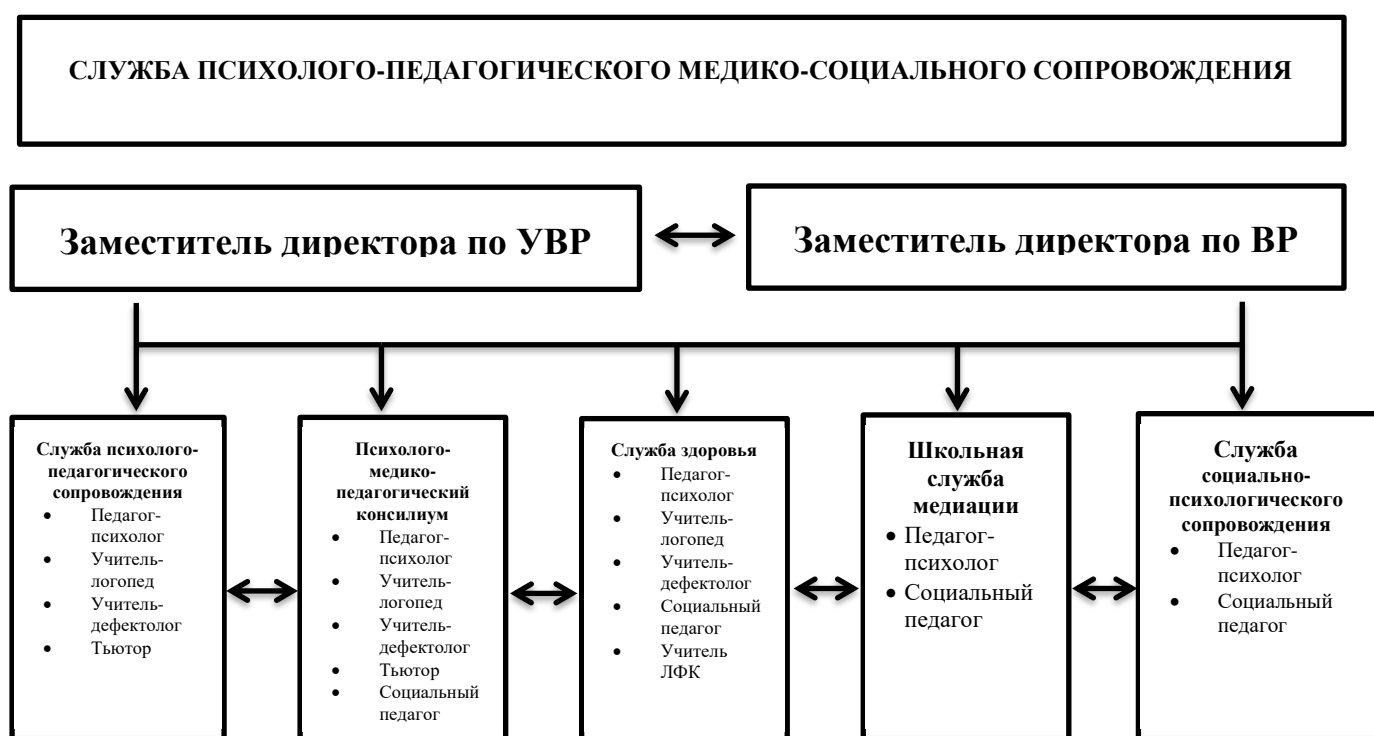 СЛУЖБА ПСИХОЛОГО-ПЕДАГОГИЧЕСКОГО МЕДИКО-СОЦИАЛЬНОГО СОПРОВОЖДЕНИЯ
Заместитель директора по УВР
Заместитель директора по ВР
Служба психолого-
педагогического
сопровождения
• Педагог-
психолог
• Учитель-
логопед
• Учитель-
дефектолог
• Тьютор
Психолого-
медико-
педагогический
консилиум
• Педагог-
психолог
• Учитель-
логопед
• Учитель-
дефектолог
• Тьютор
• Социальный
педагог
Служба здоровья
• Педагог-
психолог
• Учитель-
логопед
• Учитель-
дефектолог
• Социальный
педагог
• Учитель
ЛФК
Школьная
служба
медиации
• Педагог-
психолог
• Социальный
педагог
Служба
социально-
психологического
сопровождения
• Педагог-
психолог
• Социальный
педагог